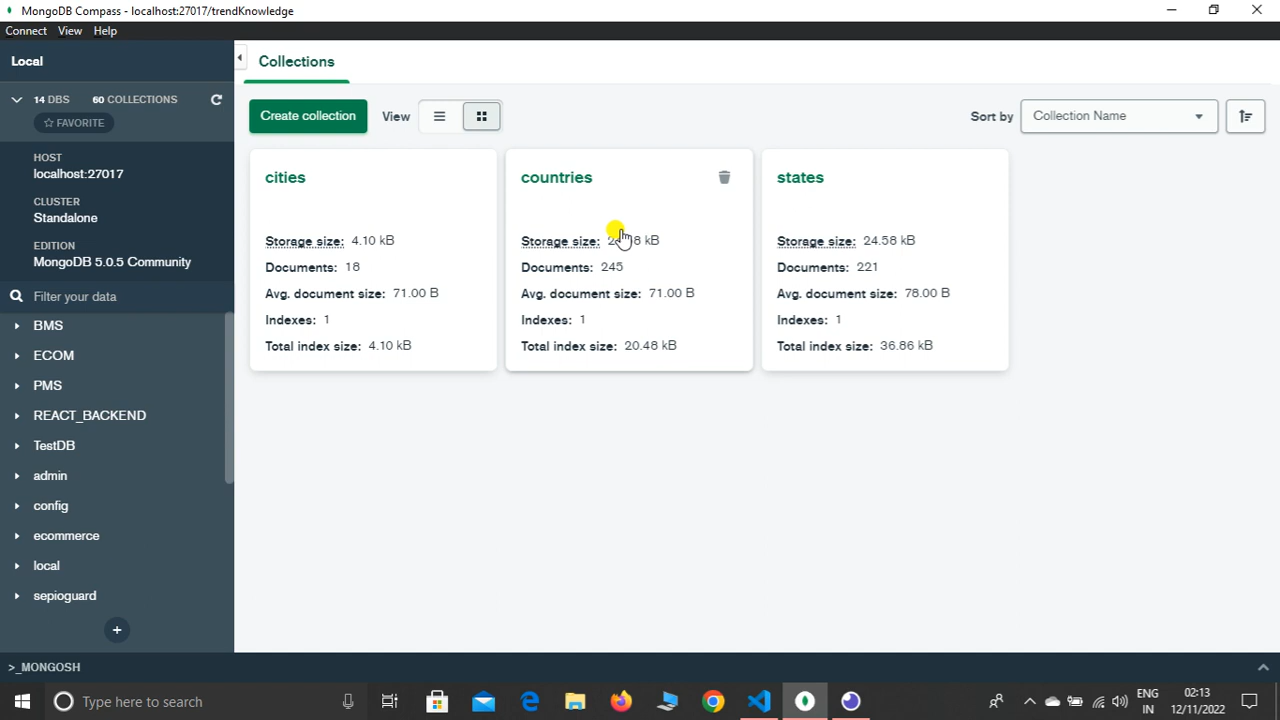 MongoDB Compass - localhost:27017/trendKnowledge
Connect View Help
Local
14 DBS 60 COLLECTIONS
FAVORITE
HOST
localhost:27017
CLUSTER
Standalone
EDITION
MongoDB 5.0.5 Community
Filter your data
BMS
ECOM
PMS
REACT_BACKEND
TestDB
admin
config
ecommerce
local
sepioguard
Collections
Create collection View Sort by Collection Name
cities
Storage size: 4.10 kB
Documents: 18
Avg. document size: 71.00 B
Indexes: 1
Total index size: 4.10 kB
countries
Storage size: kB
Documents: 245
Avg. document size: 71.00 B
Indexes: 1
Total index size: 20.48 kB
states
Storage size: 24.58 kB
Documents: 221
Avg. document size: 78.00 B
Indexes: 1
Total index size: 36.86 kB
>_MONGOSH
Type here to search
ENG
IN
02:13
12/11/2022